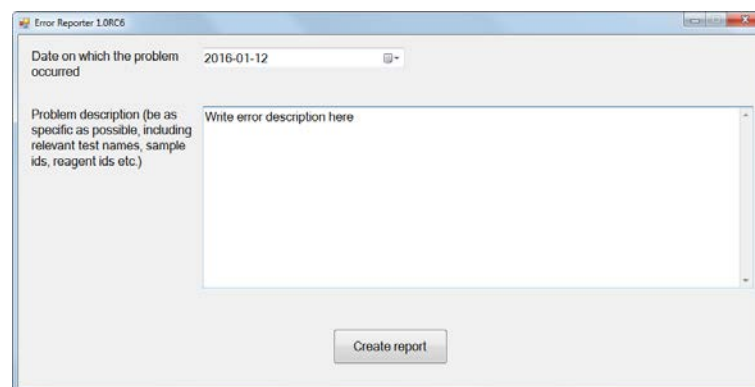 Error Reporter 1.0RC6
Date on which the problem
occurred
2016-01-12
Problem description (be as
specific as possible, including
relevant test names, sample
ids, reagent ids etc.)
Write error description here
Create report